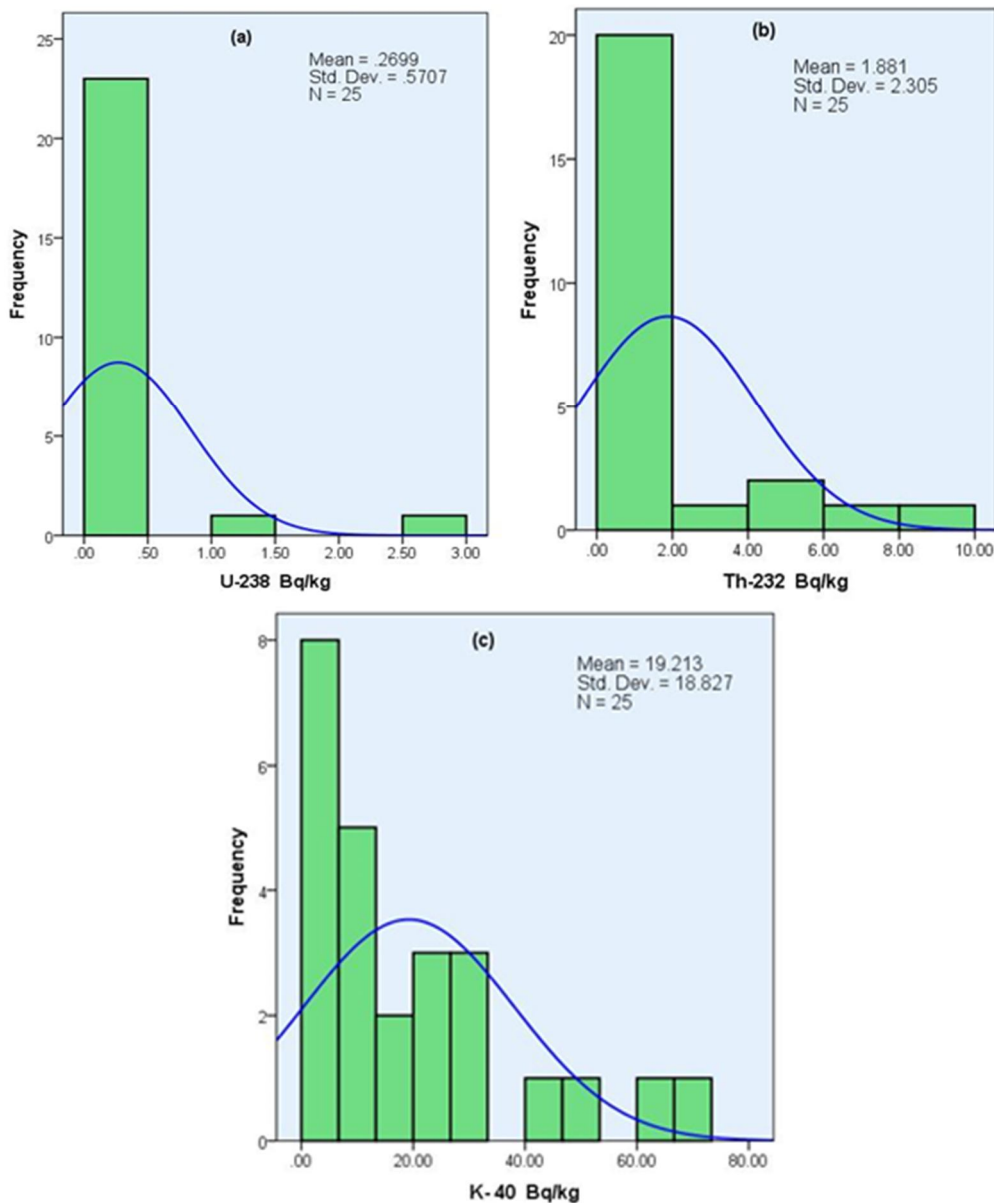 (a)
Mean = .2699
Std. Dev. = .5707
N = 25
25
20
15
10
5
0
Frequency
.00 .50 1.00 1.50 2.00 2.50 3.00
U-238 Bq/kg
(b)
Mean = 1.881
Std. Dev. = 2.305
N = 25
20
15
10
5
0
Frequency
.00 2.00 4.00 6.00 8.00 10.00
Th-232 Bq/kg
(c)
Mean = 19.213
Std. Dev. = 18.827
N = 25
8
6
4
2
0
Frequency
.00 20.00 40.00 60.00 80.00
K-40 Bq/kg